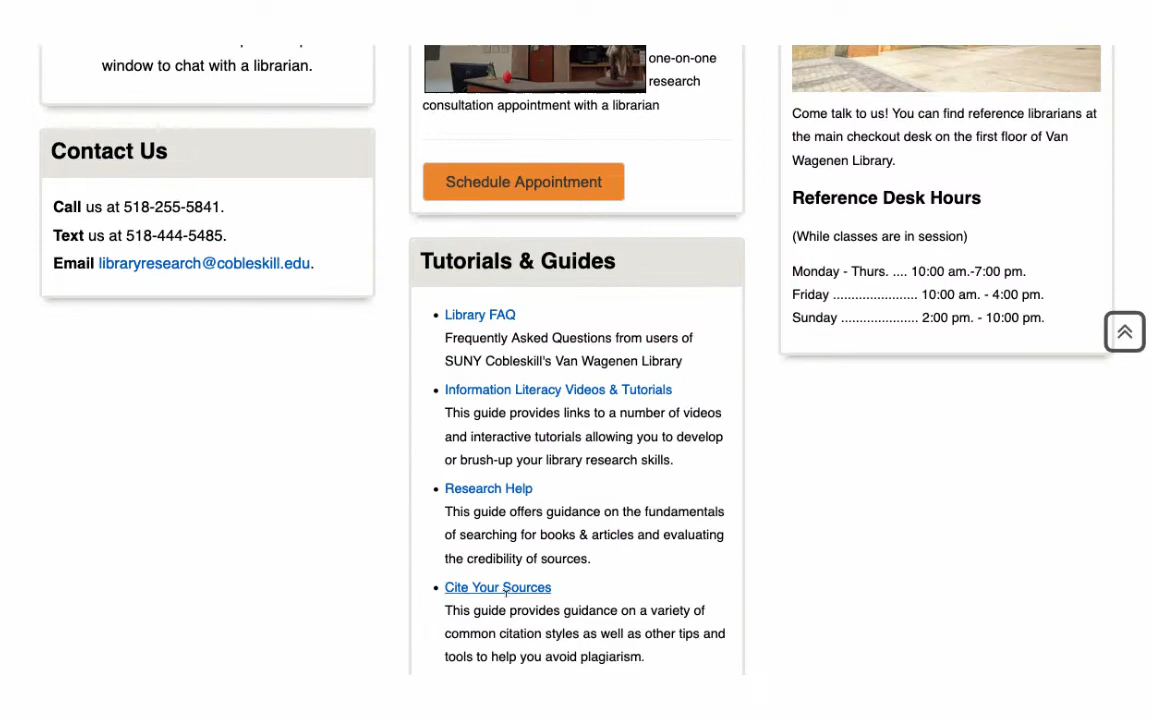 window to chat with a librarian.
Contact Us
Call us at 518-255-5841.
Text us at 518-444-5485.
Email libraryresearch@cobleskill.edu.
one-on-one
research
consultation appointment with a librarian
Schedule Appointment
Tutorials & Guides
• Library FAQ
Frequently Asked Questions from users of
SUNY Cobleskill's Van Wagenen Library
• Information Literacy Videos & Tutorials
This guide provides links to a number of videos
and interactive tutorials allowing you to develop
or brush-up your library research skills.
• Research Help
This guide offers guidance on the fundamentals
of searching for books & articles and evaluating
the credibility of sources.
• Cite Your Sources
This guide provides guidance on a variety of
common citation styles as well as other tips and
tools to help you avoid plagiarism.
Come talk to us! You can find reference librarians at
the main checkout desk on the first floor of Van
Wagenen Library.
Reference Desk Hours
(While classes are in session)
Monday - Thurs. .... 10:00 am.-7:00 pm.
Friday ...................... 10:00 am. - 4:00 pm.
Sunday .................... 2:00 pm. - 10:00 pm.